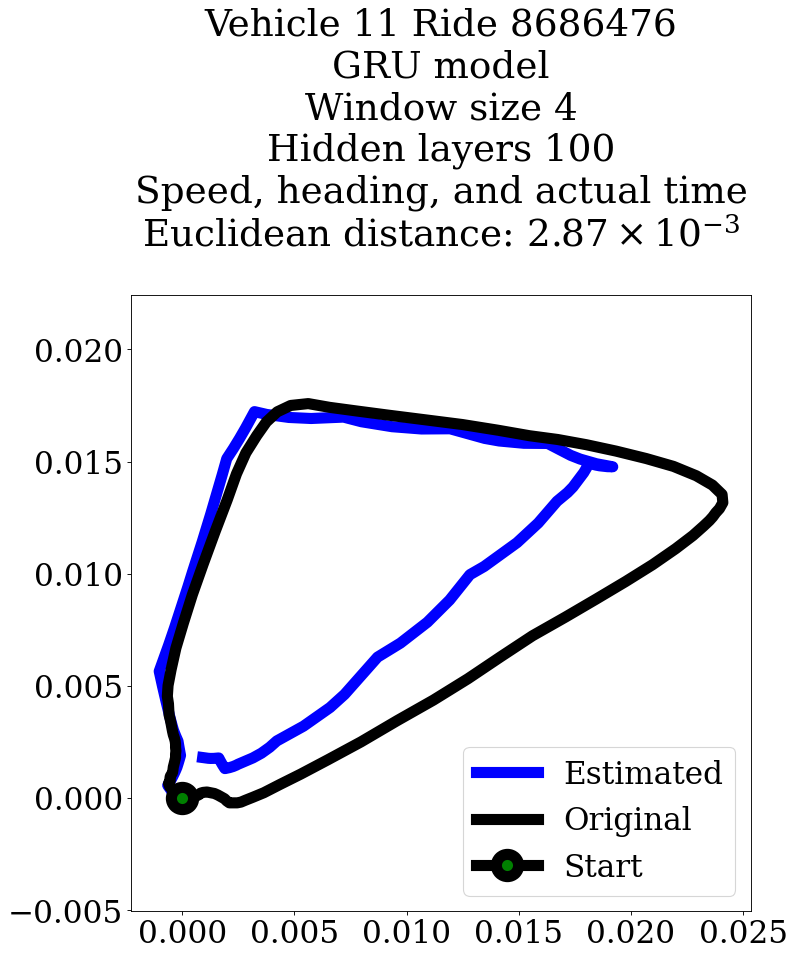 Vehicle 11 Ride 8686476
GRU model
Window size 4
Hidden layers 100
Speed, heading, and actual time
Euclidean distance: 2.87 × 10⁻³
0.020
0.015
0.010
0.005
0.000
−0.005
0.000 0.005 0.010 0.015 0.020 0.025
Estimated
Original
Start